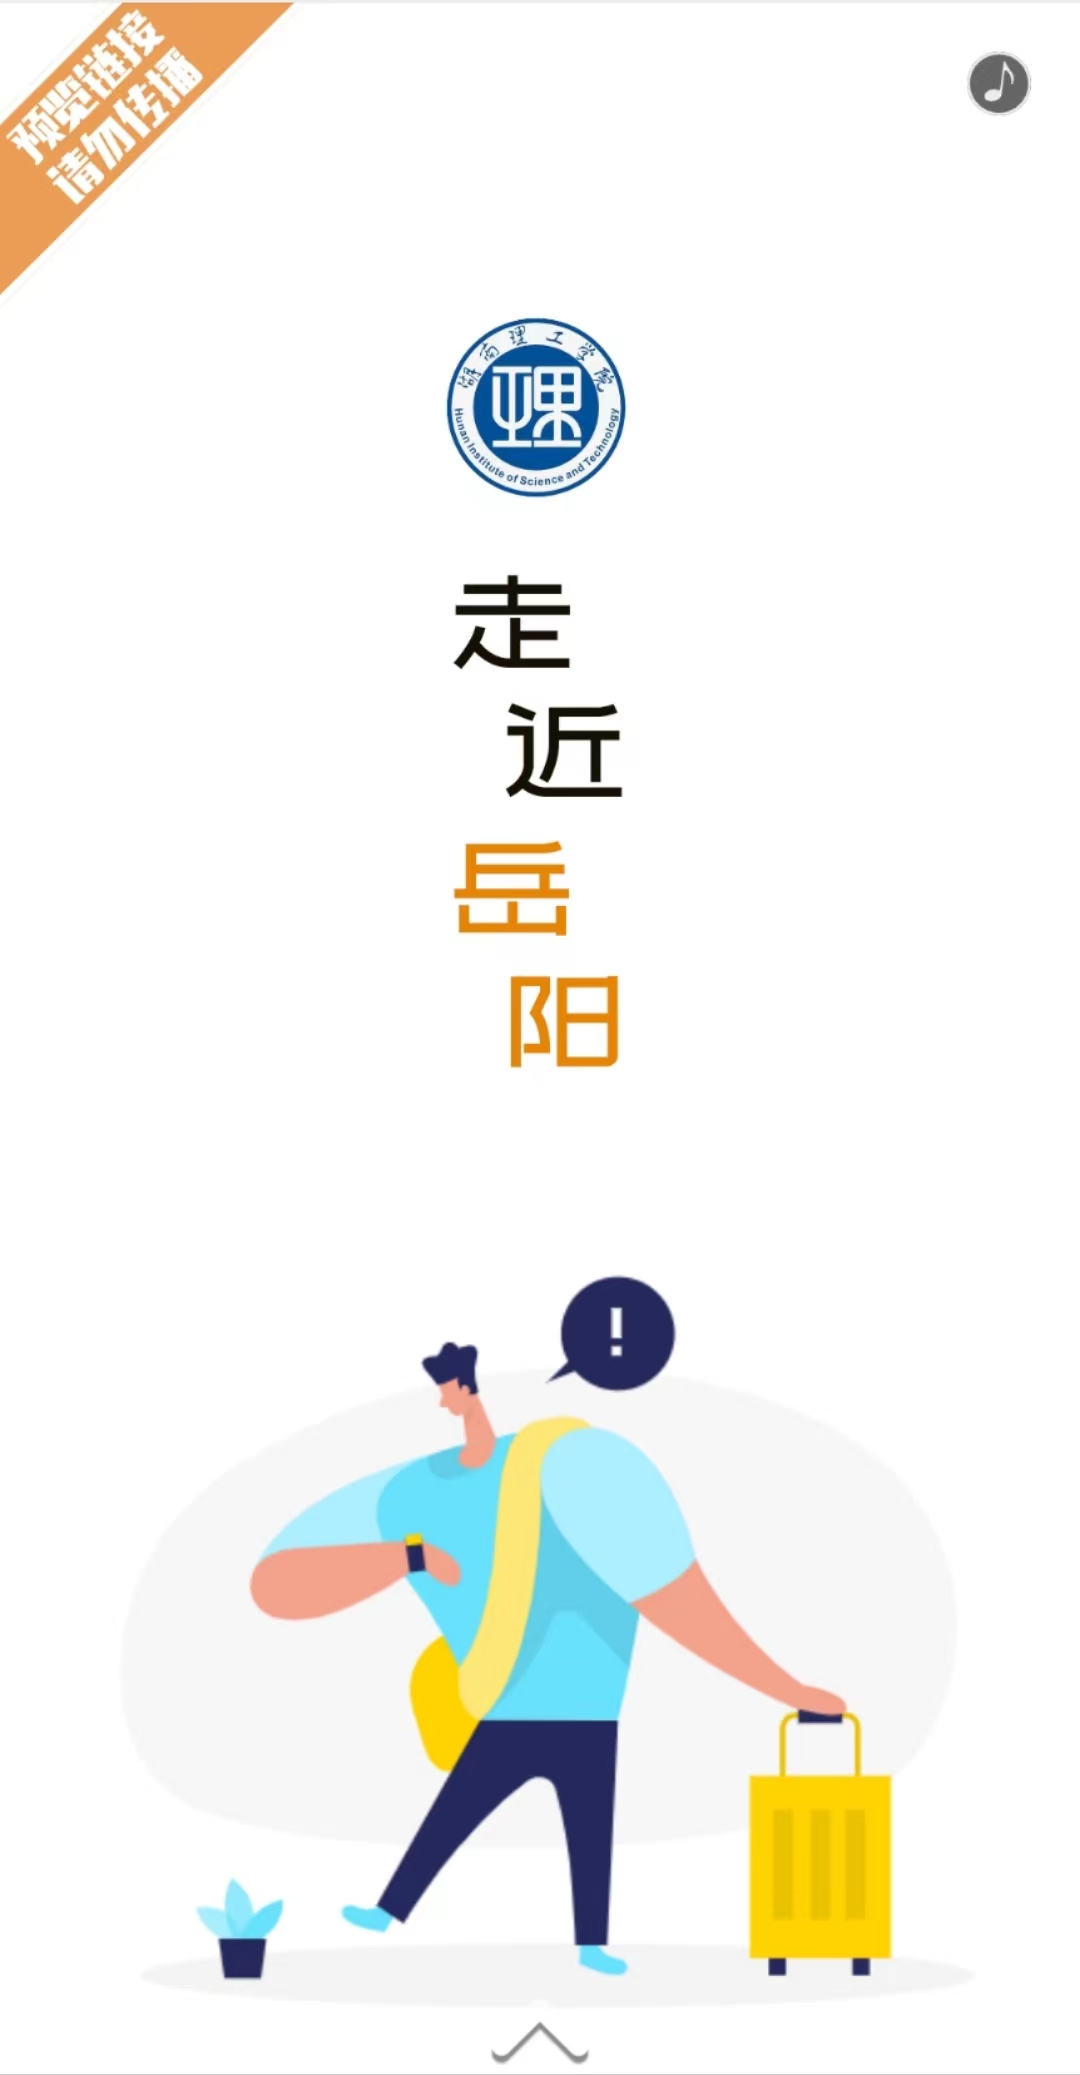 预览链接
请勿传播
湖南理工学院
Hunan Institute of Science and Technology
走
近
岳
阳
!